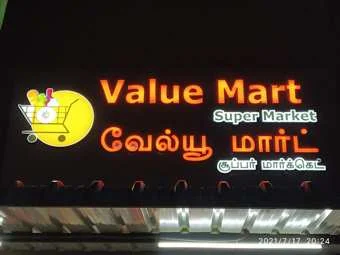 Value Mart
Super Market
வேல்யூ மார்ட்
சூப்பர் மார்க்கெட்
2021/7/17 20:24